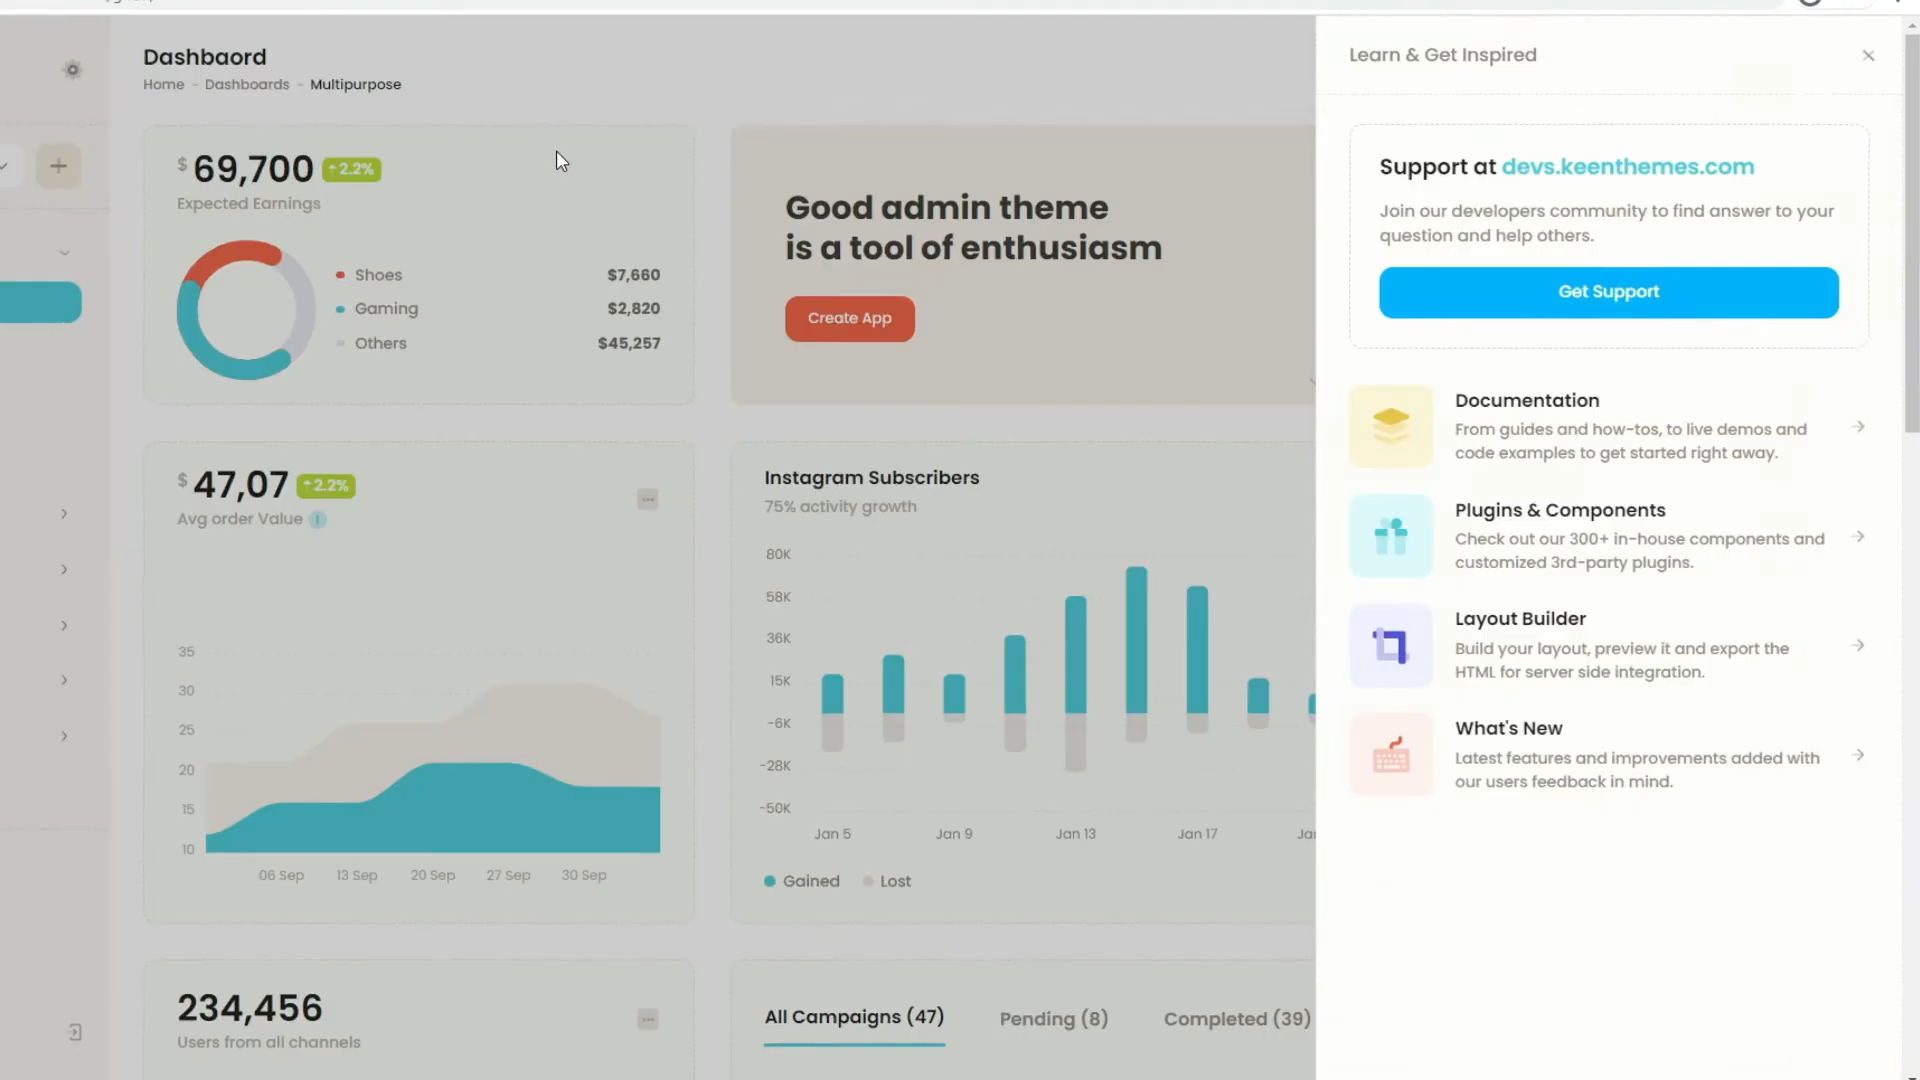 Dashbaord
Home - Dashboards - Multipurpose
$ 69,700 ↑2.2%
Expected Earnings
Shoes $7,660
Gaming $2,820
Others $45,257
Good admin theme
is a tool of enthusiasm
Create App
$ 47,07 ↑2.2%
Avg order Value
35
30
25
20
15
10
06 Sep 13 Sep 20 Sep 27 Sep 30 Sep
Instagram Subscribers
75% activity growth
80K
58K
36K
15K
-6K
-28K
-50K
Jan 5 Jan 9 Jan 13 Jan 17
Gained Lost
234,456
Users from all channels
All Campaigns (47) Pending (8) Completed (39)
Learn & Get Inspired
Support at devs.keenthemes.com
Join our developers community to find answer to your
question and help others.
Get Support
Documentation
From guides and how-tos, to live demos and
code examples to get started right away.
Plugins & Components
Check out our 300+ in-house components and
customized 3rd-party plugins.
Layout Builder
Build your layout, preview it and export the
HTML for server side integration.
What's New
Latest features and improvements added with
our users feedback in mind.